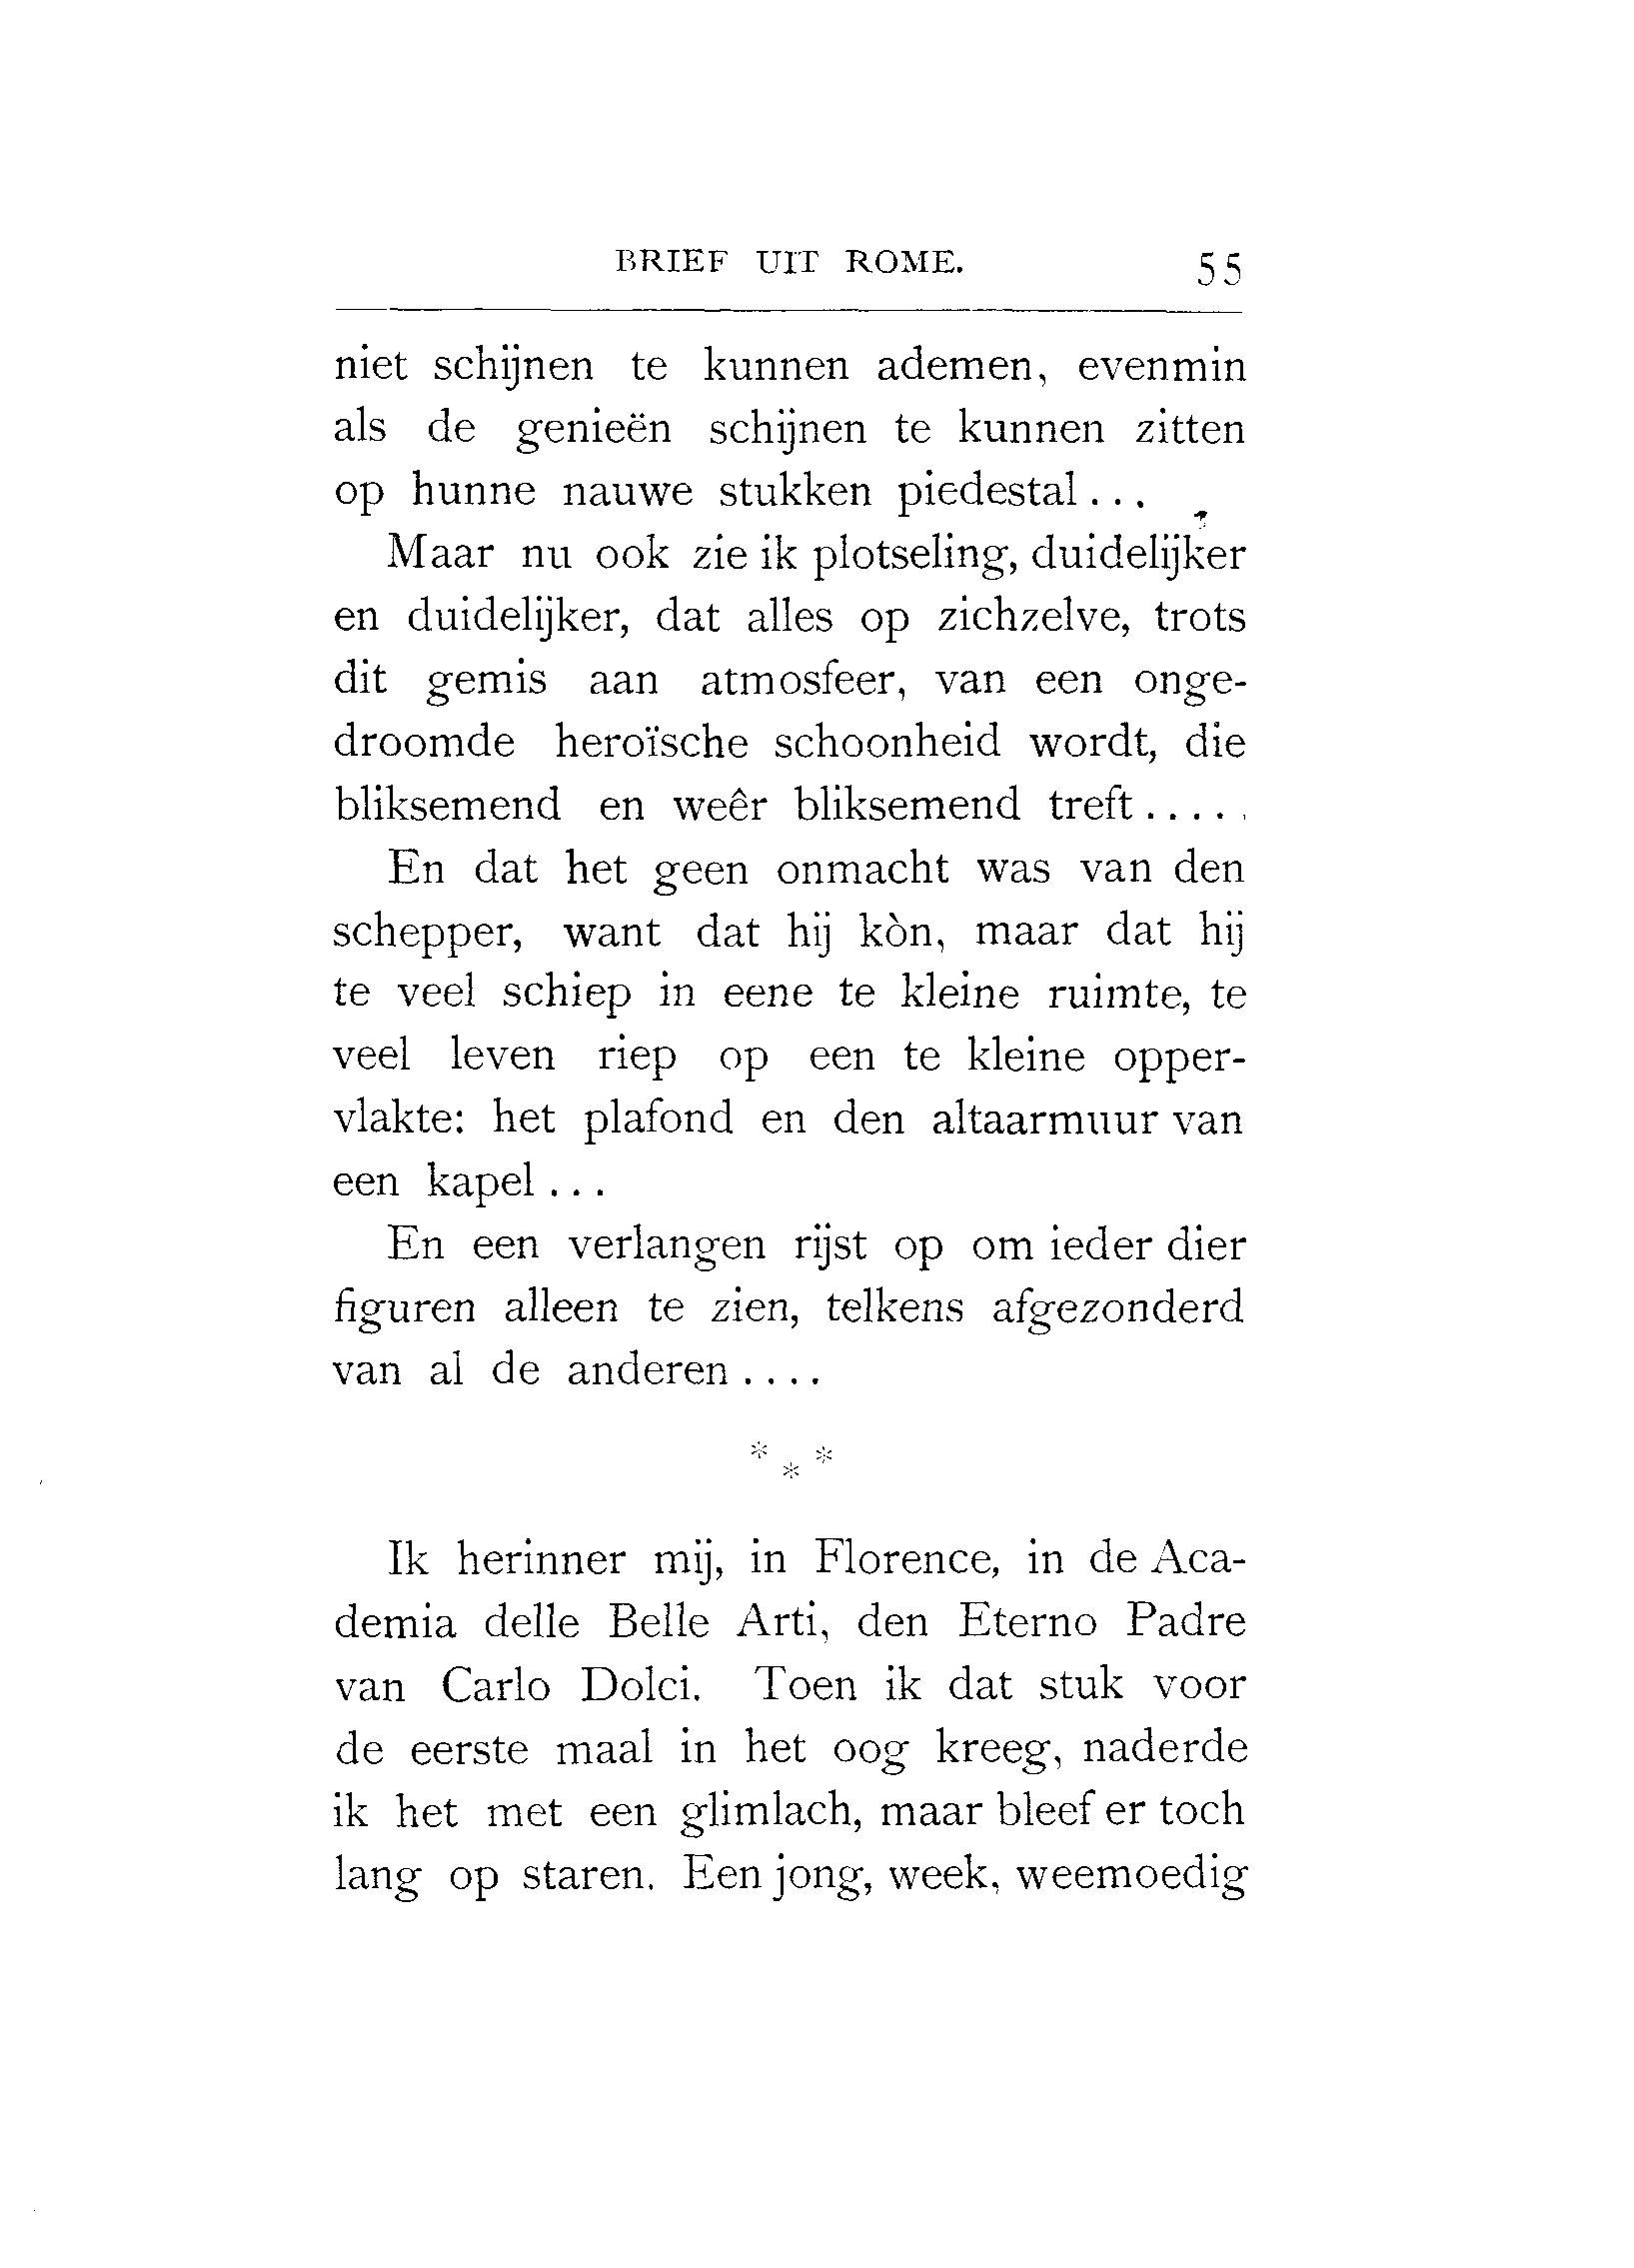 BRIEF UIT ROME. 55
niet schijnen te kunnen ademen, evenmin
als de genieën schijnen te kunnen zitten
op hunne nauwe stukken piedestal...
Maar nu ook zie ik plotseling, duidelijker
en duidelijker, dat alles op zichzelve, trots
dit gemis aan atmosfeer, van een onge-
droomde heroïsche schoonheid wordt, die
bliksemend en weêr bliksemend treft.....
En dat het geen onmacht was van den
schepper, want dat hij kòn, maar dat hij
te veel schiep in eene te kleine ruimte, te
veel leven riep op een te kleine opper-
vlakte: het plafond en den altaarmuur van
een kapel...
En een verlangen rijst op om ieder dier
figuren alleen te zien, telkens afgezonderd
van al de anderen....
* * *
Ik herinner mij, in Florence, in de Aca-
demia delle Belle Arti, den Eterno Padre
van Carlo Dolci. Toen ik dat stuk voor
de eerste maal in het oog kreeg, naderde
ik het met een glimlach, maar bleef er toch
lang op staren. Een jong, week, weemoedig